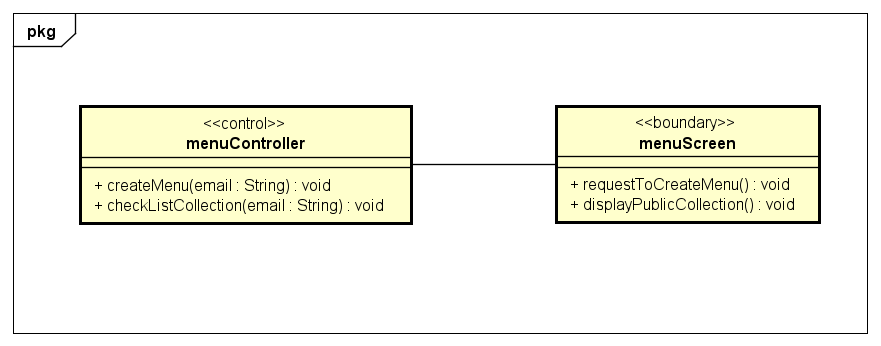 pkg
<<control>>
menuController
+ createMenu(email : String) : void
+ checkListCollection(email : String) : void
<<boundary>>
menuScreen
+ requestToCreateMenu() : void
+ displayPublicCollection() : void